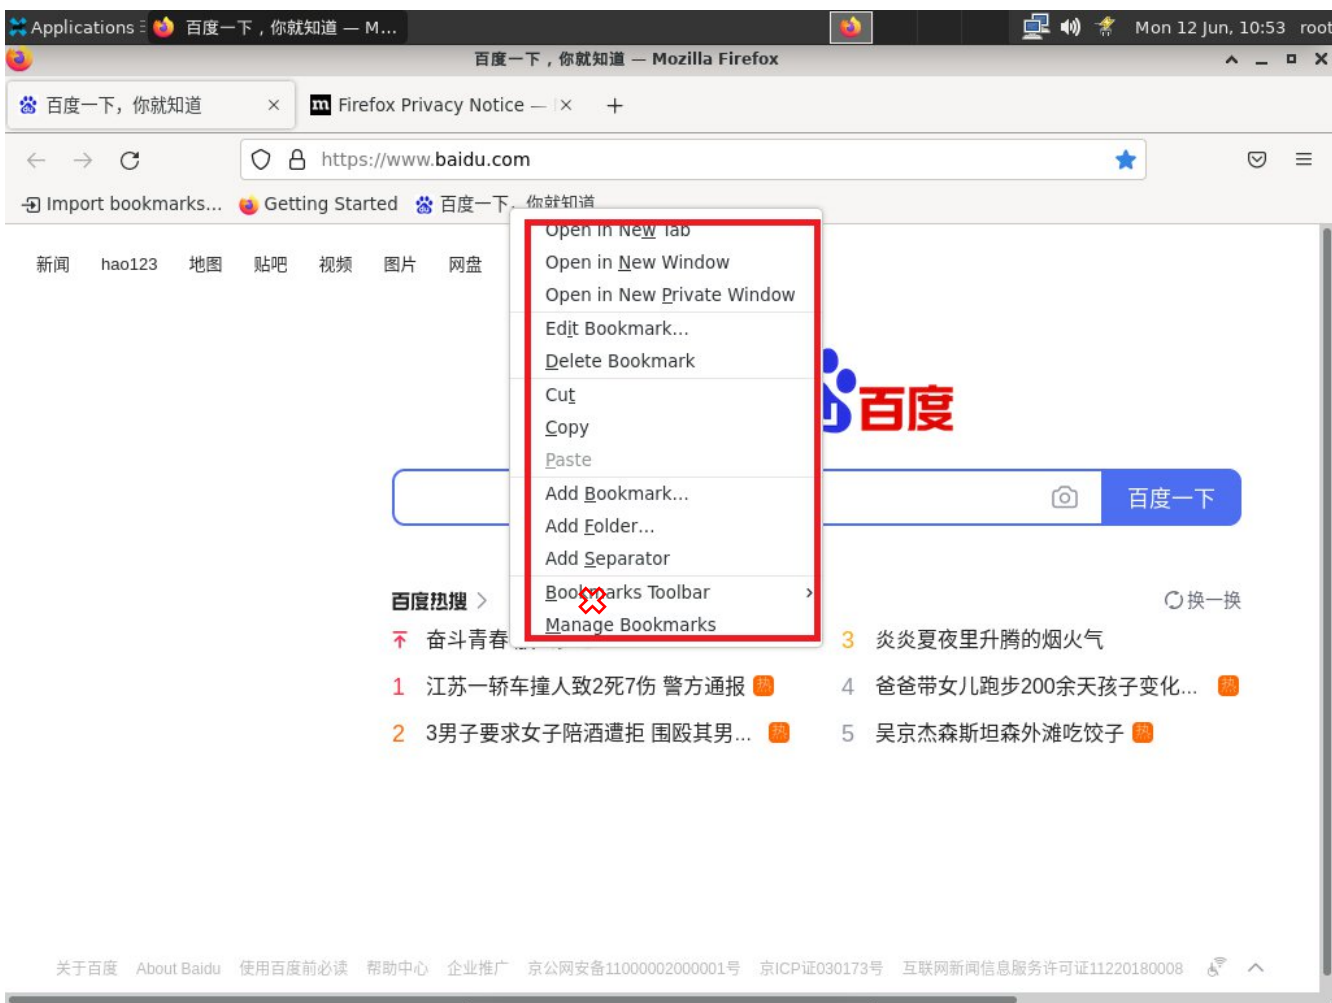 Applications
百度一下，你就知道 — M...
Mon 12 Jun, 10:53 root
百度一下，你就知道 — Mozilla Firefox
百度一下，你就知道
Firefox Privacy Notice —
https://www.baidu.com
Import bookmarks...
Getting Started
百度一下，你就知道
新闻 hao123 地图 贴吧 视频 图片 网盘
Open in New Tab
Open in New Window
Open in New Private Window
Edit Bookmark...
Delete Bookmark
Cut
Copy
Paste
Add Bookmark...
Add Folder...
Add Separator
Bookmarks Toolbar
Manage Bookmarks
百度
百度一下
百度热搜
换一换
奋斗青春
1 江苏一轿车撞人致2死7伤 警方通报 热
2 3男子要求女子陪酒遭拒 围殴其男... 热
3 炎炎夏夜里升腾的烟火气
4 爸爸带女儿跑步200余天孩子变化... 热
5 吴京杰森斯坦森外滩吃饺子 热
关于百度 About Baidu 使用百度前必读 帮助中心 企业推广 京公网安备11000002000001号 京ICP证030173号 互联网新闻信息服务许可证11220180008